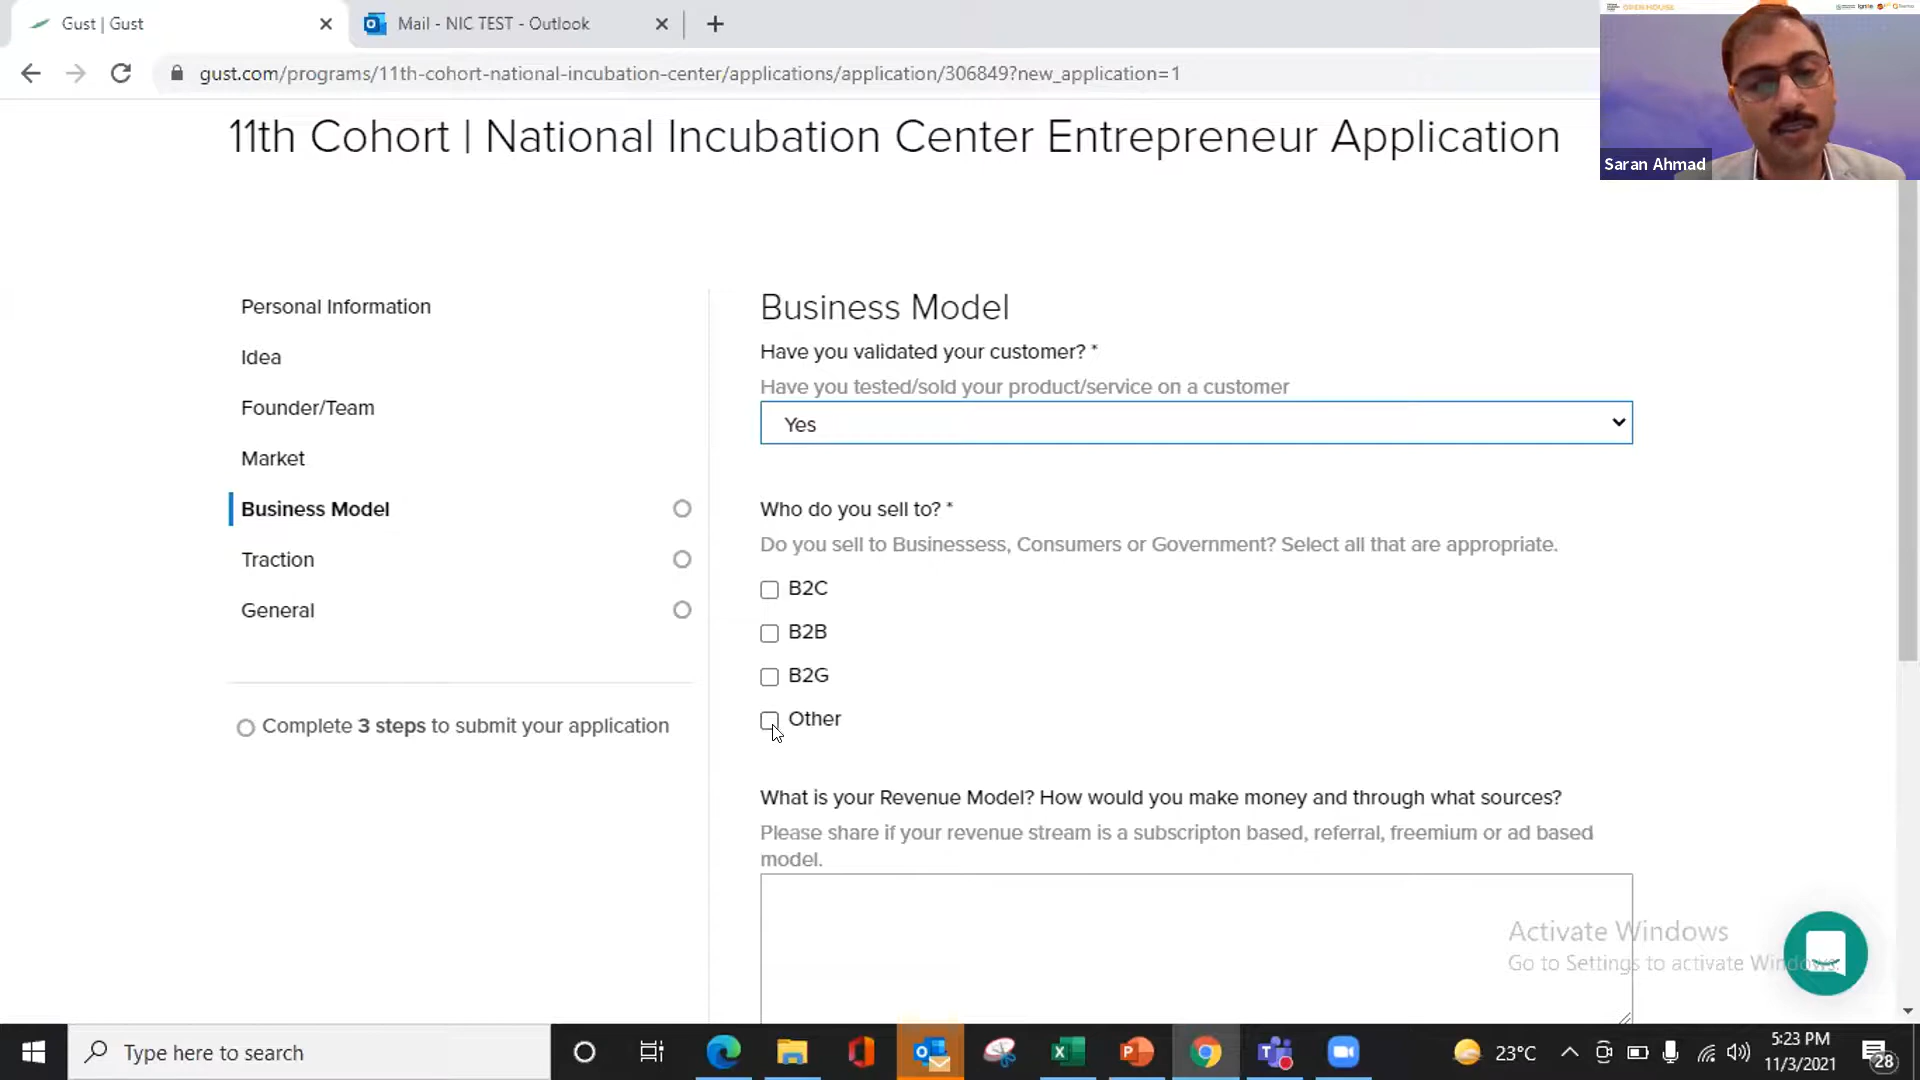 Gust | Gust
Mail - NIC TEST - Outlook
gust.com/programs/11th-cohort-national-incubation-center/applications/application/306849?new_application=1
OPEN HOUSE
Saran Ahmad
11th Cohort | National Incubation Center Entrepreneur Application
Personal Information
Idea
Founder/Team
Market
Business Model
Traction
General
Complete 3 steps to submit your application
Business Model
Have you validated your customer? *
Have you tested/sold your product/service on a customer
Yes
Who do you sell to? *
Do you sell to Businessess, Consumers or Government? Select all that are appropriate.
B2C
B2B
B2G
Other
What is your Revenue Model? How would you make money and through what sources?
Please share if your revenue stream is a subscripton based, referral, freemium or ad based
model.
Activate Windows
Go to Settings to activate Windows.
Type here to search
23°C
5:23 PM
11/3/2021
28